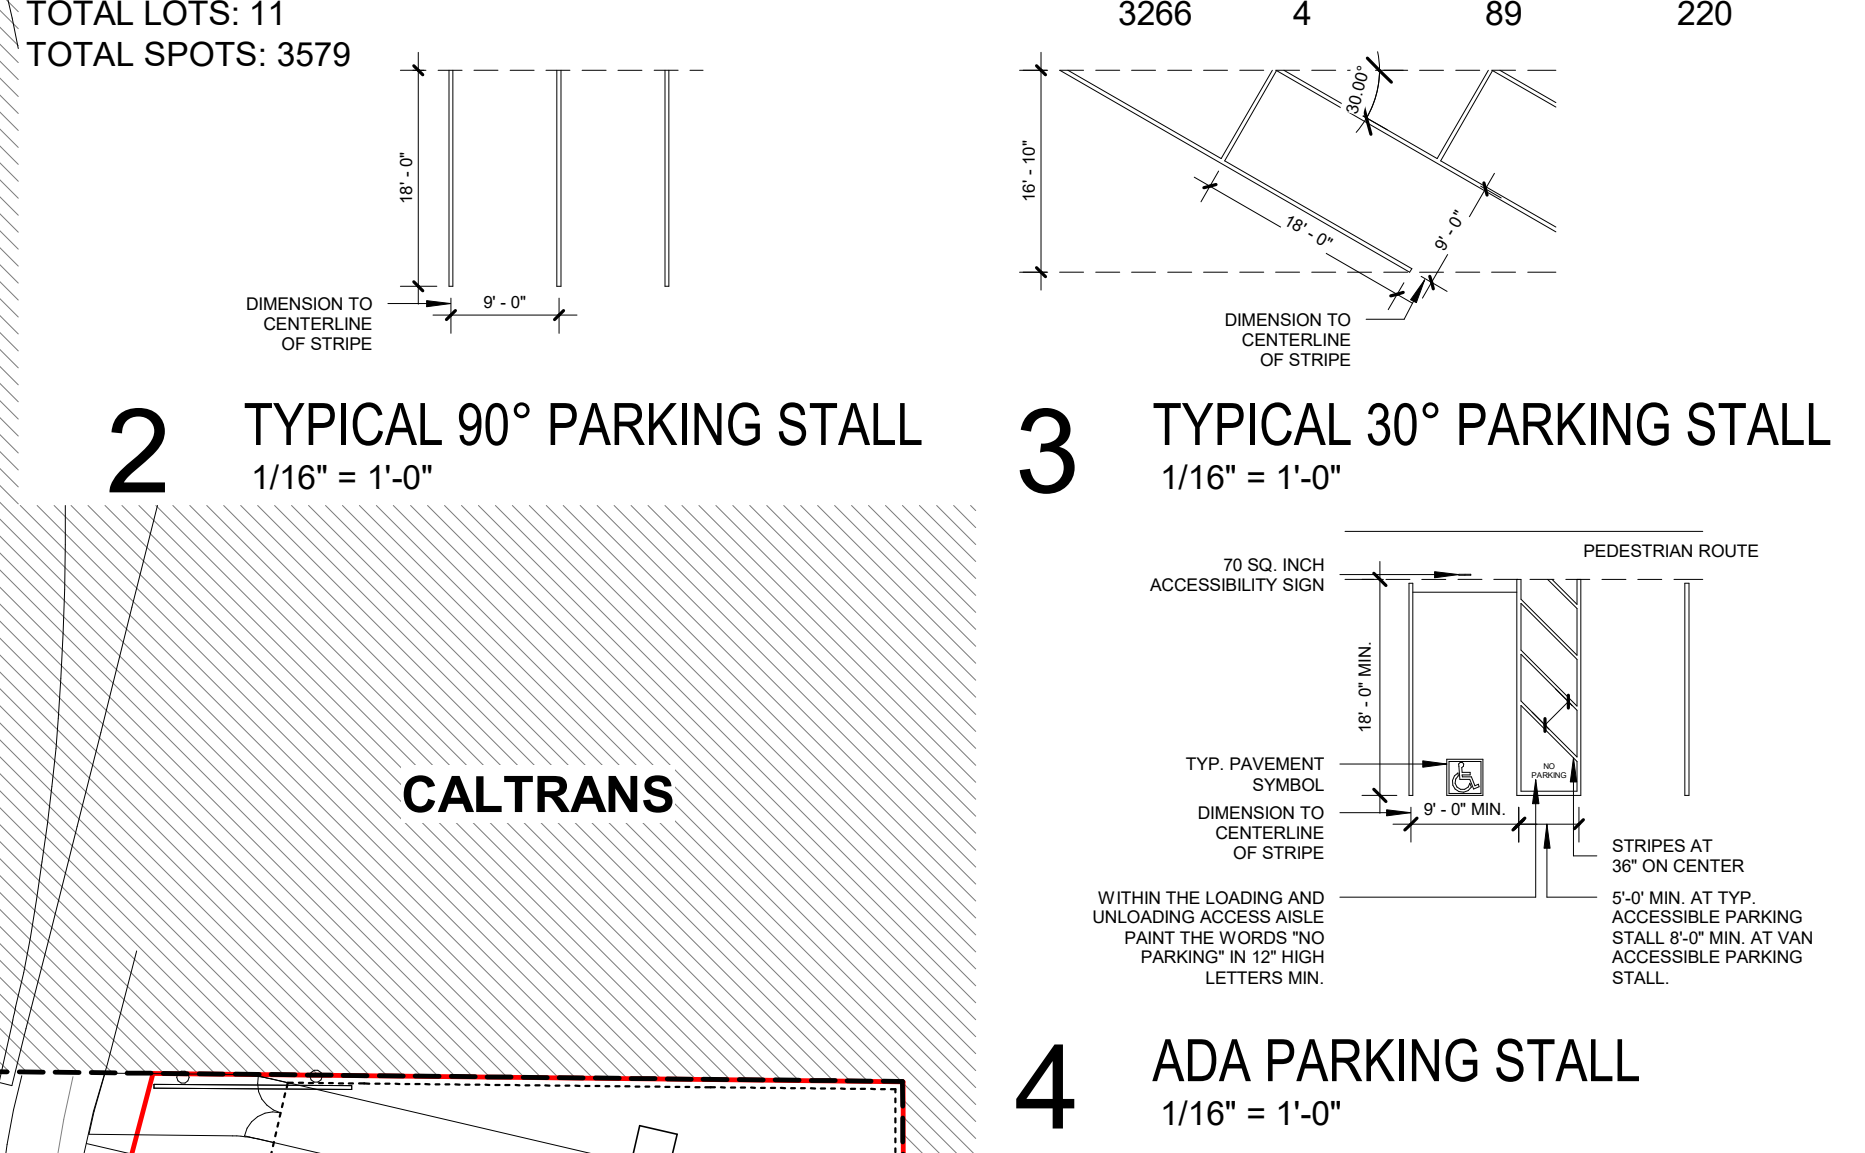 TOTAL LOTS: 11
3266 4 89 220
TOTAL SPOTS: 3579
18' - 0"
9' - 0"
DIMENSION TO
CENTERLINE
OF STRIPE
30.00°
16' - 10"
18' - 0"
9' - 0"
DIMENSION TO
CENTERLINE
OF STRIPE
2
TYPICAL 90° PARKING STALL
1/16" = 1'-0"
3
TYPICAL 30° PARKING STALL
1/16" = 1'-0"
CALTRANS
PEDESTRIAN ROUTE
70 SQ. INCH
ACCESSIBILITY SIGN
18' - 0" MIN.
TYP. PAVEMENT
SYMBOL
NO
PARKING
9' - 0" MIN.
DIMENSION TO
CENTERLINE
OF STRIPE
STRIPES AT
36" ON CENTER
WITHIN THE LOADING AND
UNLOADING ACCESS AISLE
PAINT THE WORDS "NO
PARKING" IN 12" HIGH
LETTERS MIN.
5'-0' MIN. AT TYP.
ACCESSIBLE PARKING
STALL 8'-0" MIN. AT VAN
ACCESSIBLE PARKING
STALL.
4
ADA PARKING STALL
1/16" = 1'-0"